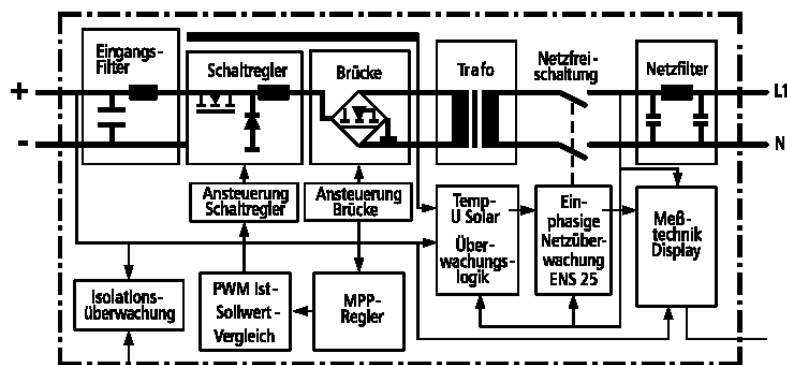 Eingangs-
Filter
Schaltregler
Brücke
Trafo
Netzfrei-
schaltung
Netzfilter
+
L1
-
N
Ansteuerung
Schaltregler
Ansteuerung
Brücke
Temp-
U Solar
Über-
wachungs-
logik
Ein-
phasige
Netzüber-
wachung
ENS 25
Meß-
technik
Display
Isolations-
überwachung
PWM Ist-
Sollwert-
Vergleich
MPP-
Regler